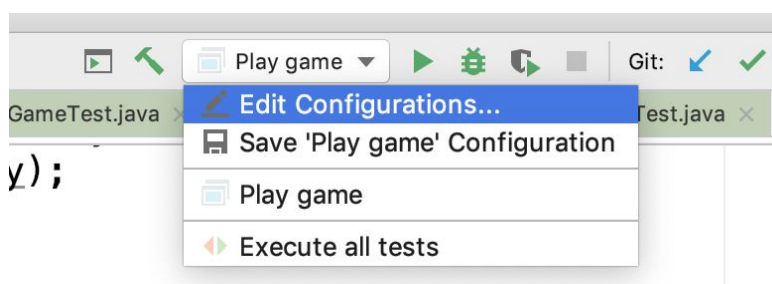 Play game
Git:
GameTest.java
Test.java
Edit Configurations...
Save 'Play game' Configuration
y);
Play game
Execute all tests